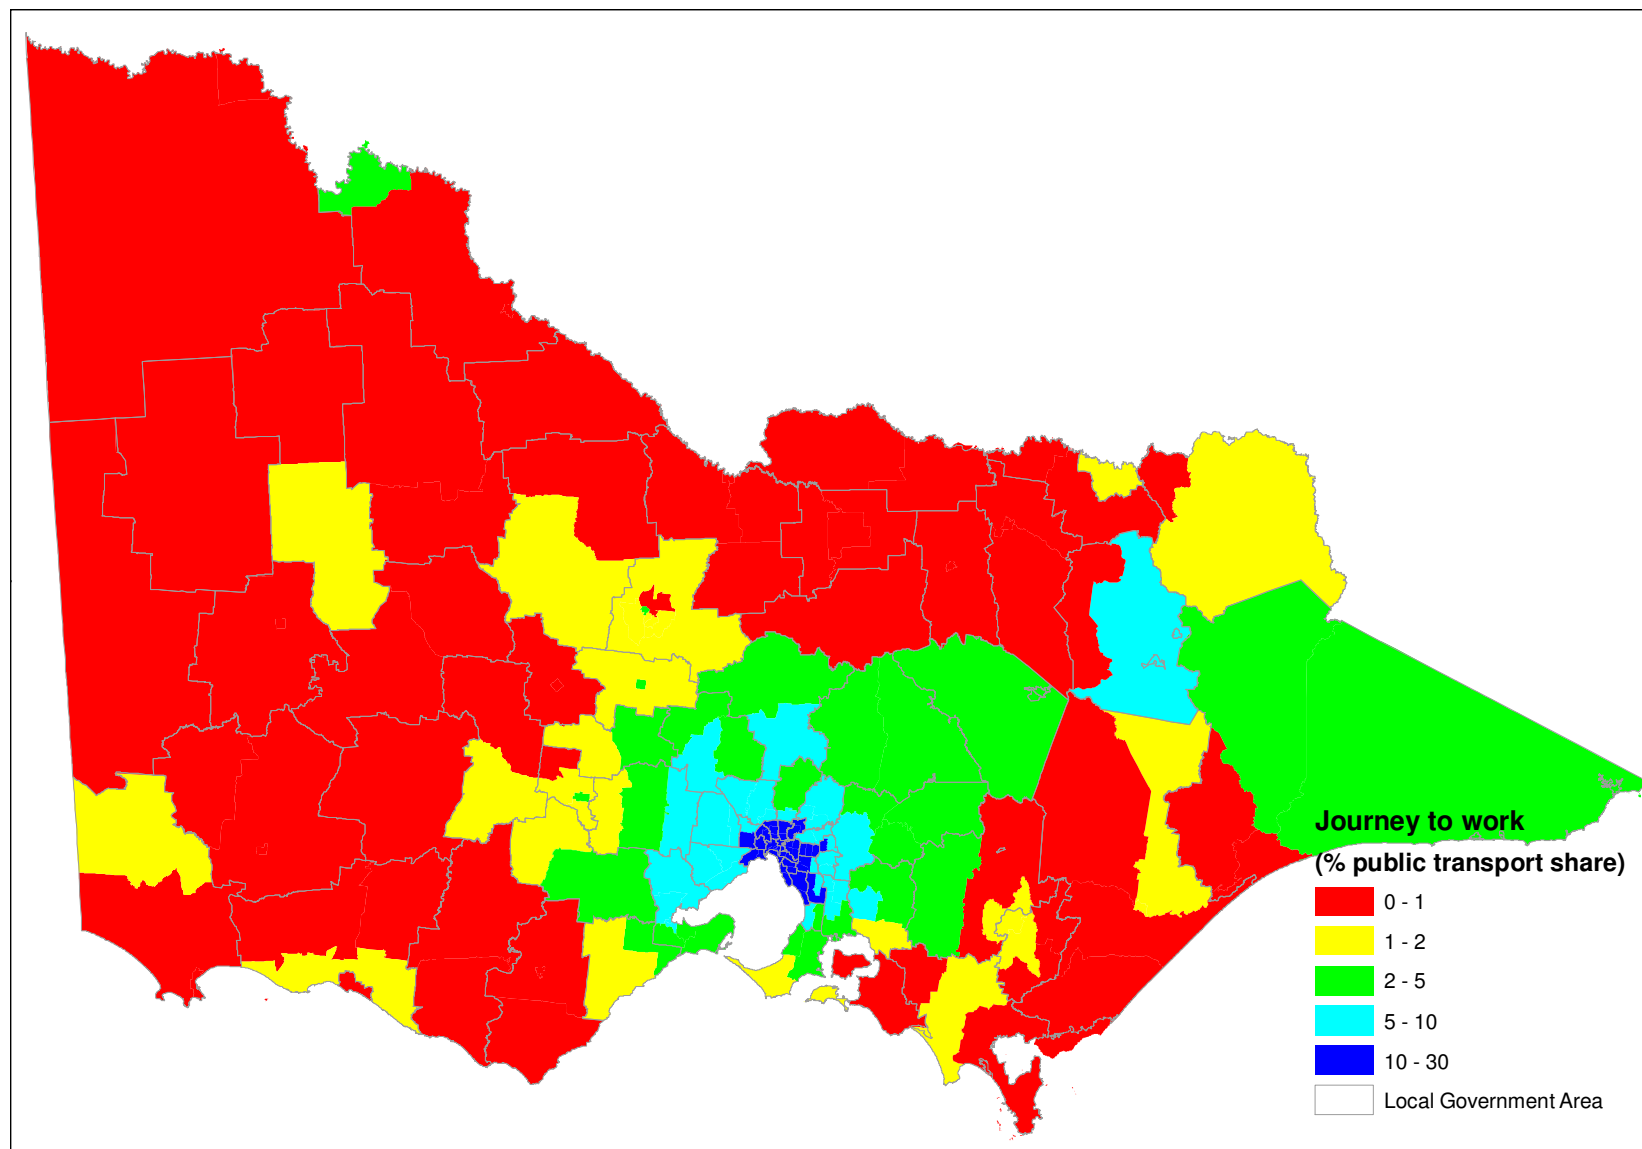 Journey to work
(% public transport share)
0 - 1
1 - 2
2 - 5
5 - 10
10 - 30
Local Government Area